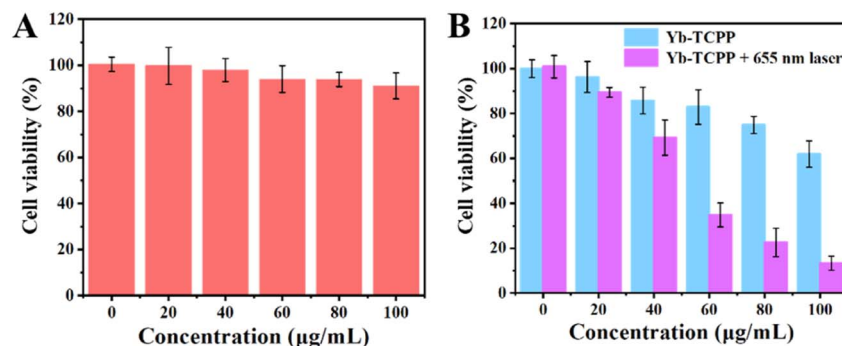 A
Cell viability (%)
120
100
80
60
40
20
0
0 20 40 60 80 100
Concentration (μg/mL)
B
Cell viability (%)
120
100
80
60
40
20
0
Yb-TCPP
Yb-TCPP + 655 nm laser
0 20 40 60 80 100
Concentration (μg/mL)